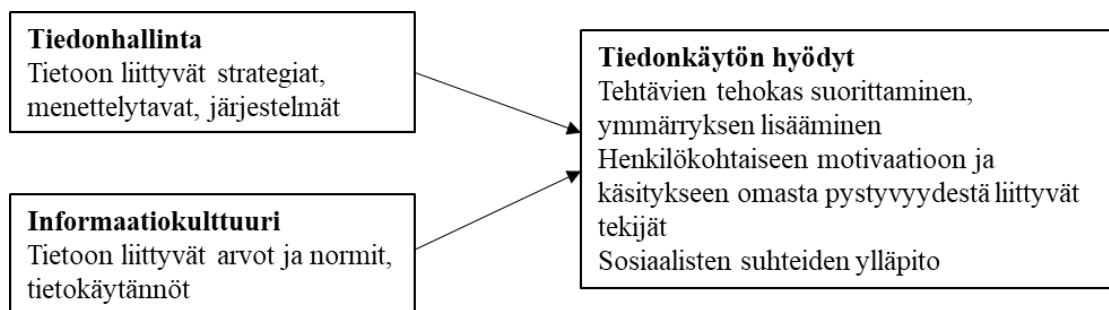 Tiedonhallinta
Tietoon liittyvät strategiat,
menettelytavat, järjestelmät
Informaatiokulttuuri
Tietoon liittyvät arvot ja normit,
tietokäytännöt
Tiedonkäytön hyödyt
Tehtävien tehokas suorittaminen,
ymmärryksen lisääminen
Henkilökohtaiseen motivaatioon ja
käsitykseen omasta pystyvyydestä liittyvät
tekijät
Sosiaalisten suhteiden ylläpito